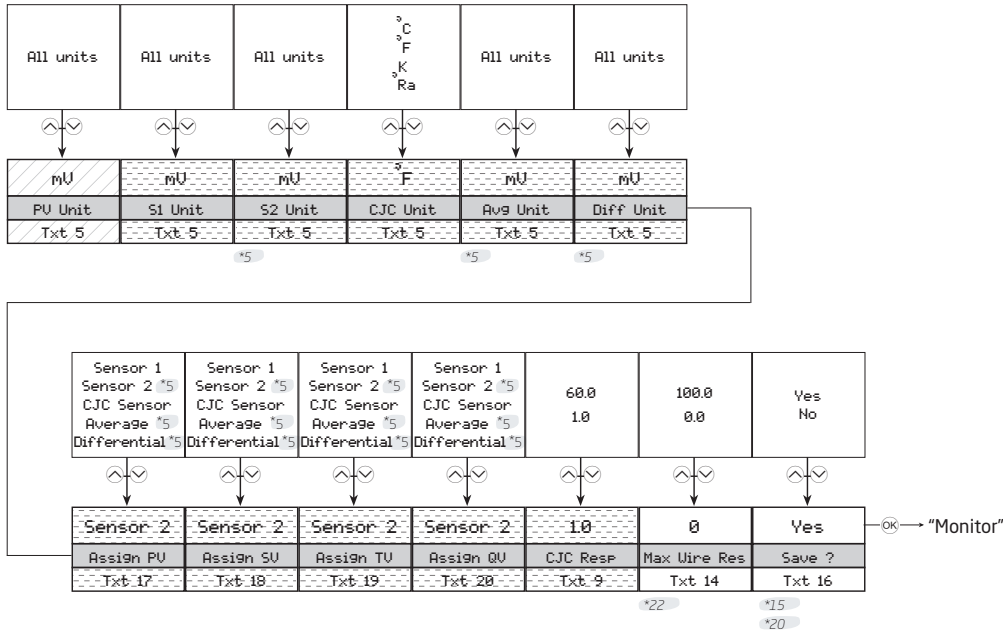 All units All units All units °C All units All units
°F
K
°Ra
mV mV mV °F mV mV
PV Unit S1 Unit S2 Unit CJC Unit Avg Unit Diff Unit
Txt 5 Txt 5 Txt 5 Txt 5 Txt 5 Txt 5
*5 *5 *5
Sensor 1 Sensor 1 Sensor 1 Sensor 1
Sensor 2 *5 Sensor 2 *5 Sensor 2 *5 Sensor 2 *5 60.0 100.0 Yes
CJC Sensor CJC Sensor CJC Sensor CJC Sensor 1.0 0.0 No
Average *5 Average *5 Average *5 Average *5
Differential *5 Differential *5 Differential *5 Differential *5
Sensor 2 Sensor 2 Sensor 2 Sensor 2 1.0 0 Yes OK "Monitor"
Assign PV Assign SV Assign TV Assign QV CJC Resp Max Wire Res Save ?
Txt 17 Txt 18 Txt 19 Txt 20 Txt 9 Txt 14 Txt 16
*22 *15
*20